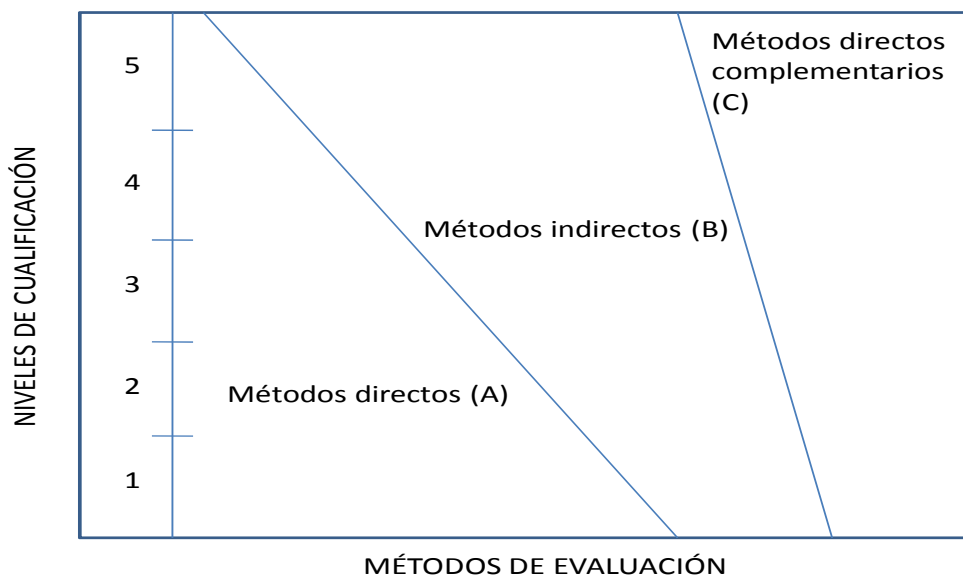 NIVELES DE CUALIFICACIÓN
5
4
3
2
1
Métodos directos
complementarios
(C)
Métodos indirectos (B)
Métodos directos (A)
MÉTODOS DE EVALUACIÓN